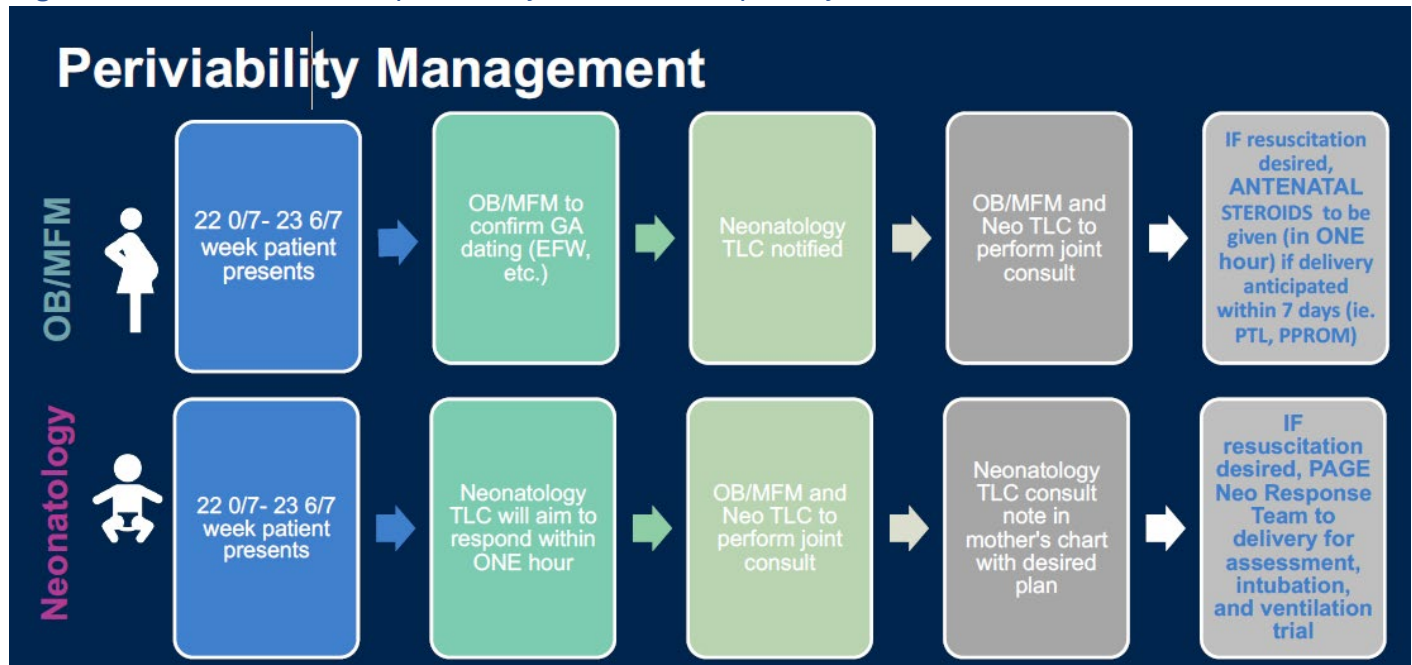 Periviability Management
OB/MFM
22 0/7- 23 6/7
week patient
presents
OB/MFM to
confirm GA
dating (EFW,
etc.)
Neonatology
TLC notified
OB/MFM and
Neo TLC to
perform joint
consult
IF resuscitation
desired,
ANTENATAL
STEROIDS to be
given (in ONE
hour) if delivery
anticipated
within 7 days (ie.
PTL, PPROM)
Neonatology
22 0/7- 23 6/7
week patient
presents
Neonatology
TLC will aim to
respond within
ONE hour
OB/MFM and
Neo TLC to
perform joint
consult
Neonatology
TLC consult
note in
mother's chart
with desired
plan
IF
resuscitation
desired, PAGE
Neo Response
Team to
delivery for
assessment,
intubation,
and ventilation
trial